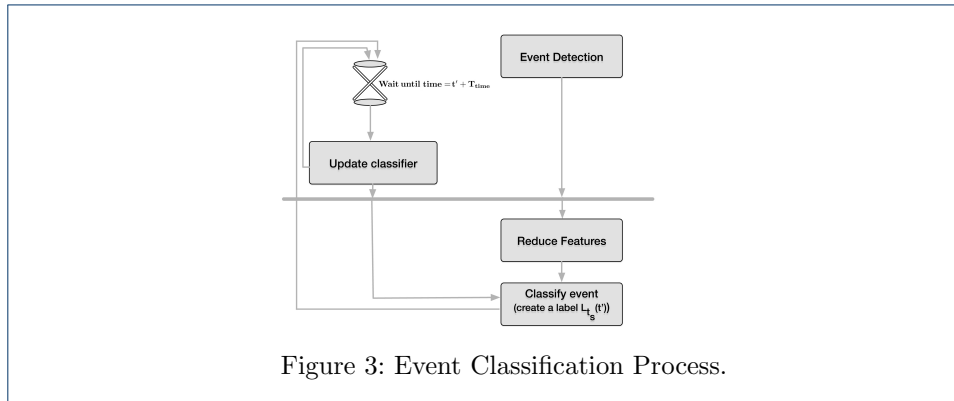 Event Detection
Wait until time = t' + T_time
Update classifier
Reduce Features
Classify event
(create a label L_t_s (t'))
Figure 3: Event Classification Process.